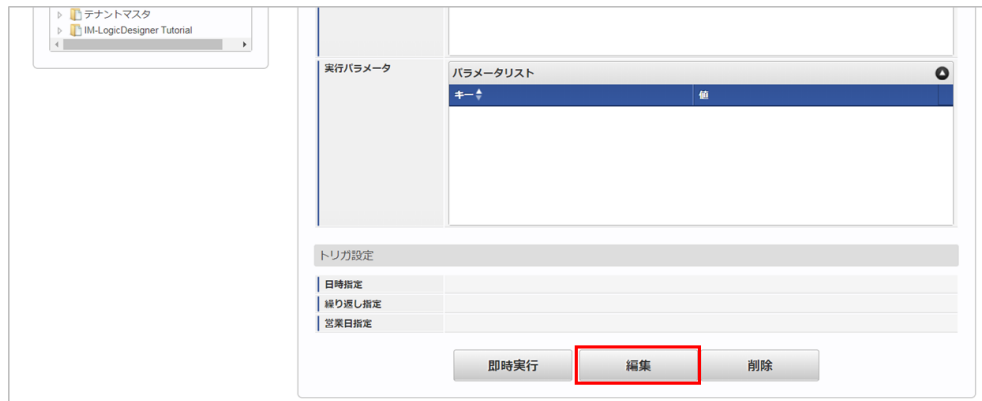 テナントマスタ
IM-LogicDesigner Tutorial
実行パラメータ
パラメータリスト
キー
値
トリガ設定
日時指定
繰り返し指定
営業日指定
即時実行
編集
削除